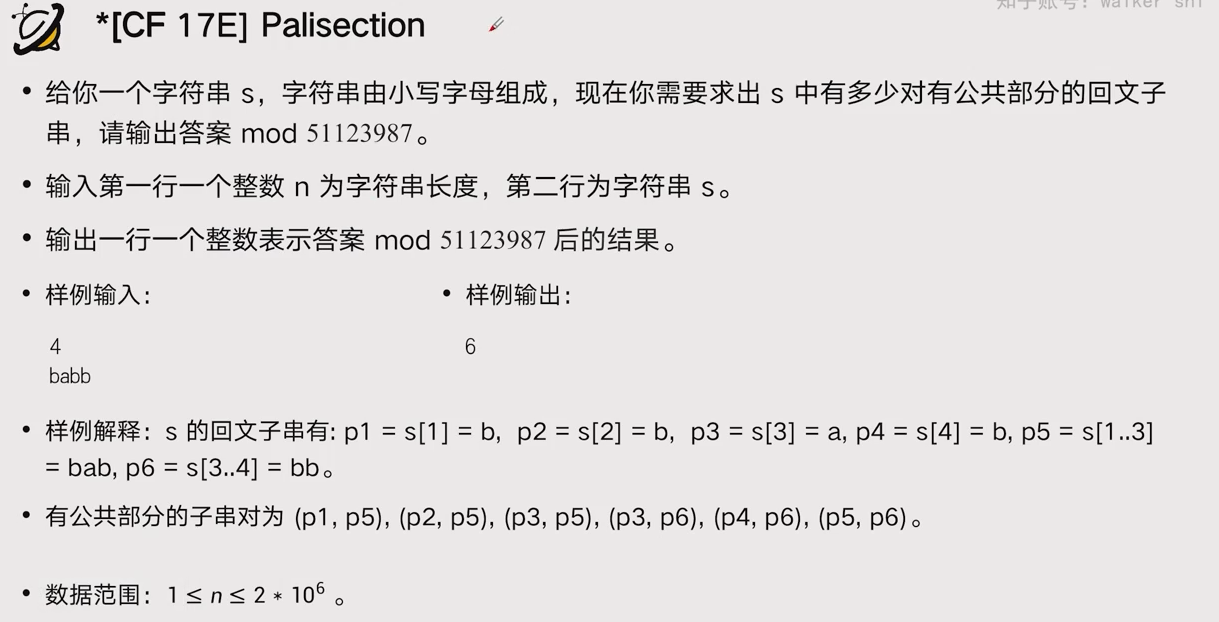 知乎账号: walker shi
*[CF 17E] Palisection
• 给你一个字符串 s，字符串由小写字母组成，现在你需要求出 s 中有多少对有公共部分的回文子
串，请输出答案 mod 51123987。
• 输入第一行一个整数 n 为字符串长度，第二行为字符串 s。
• 输出一行一个整数表示答案 mod 51123987 后的结果。
• 样例输入： • 样例输出：
4 6
babb
• 样例解释：s 的回文子串有: p1 = s[1] = b, p2 = s[2] = b, p3 = s[3] = a, p4 = s[4] = b, p5 = s[1..3]
= bab, p6 = s[3..4] = bb。
• 有公共部分的子串对为 (p1, p5), (p2, p5), (p3, p5), (p3, p6), (p4, p6), (p5, p6)。
• 数据范围：1 ≤ n ≤ 2 * 10⁶ 。